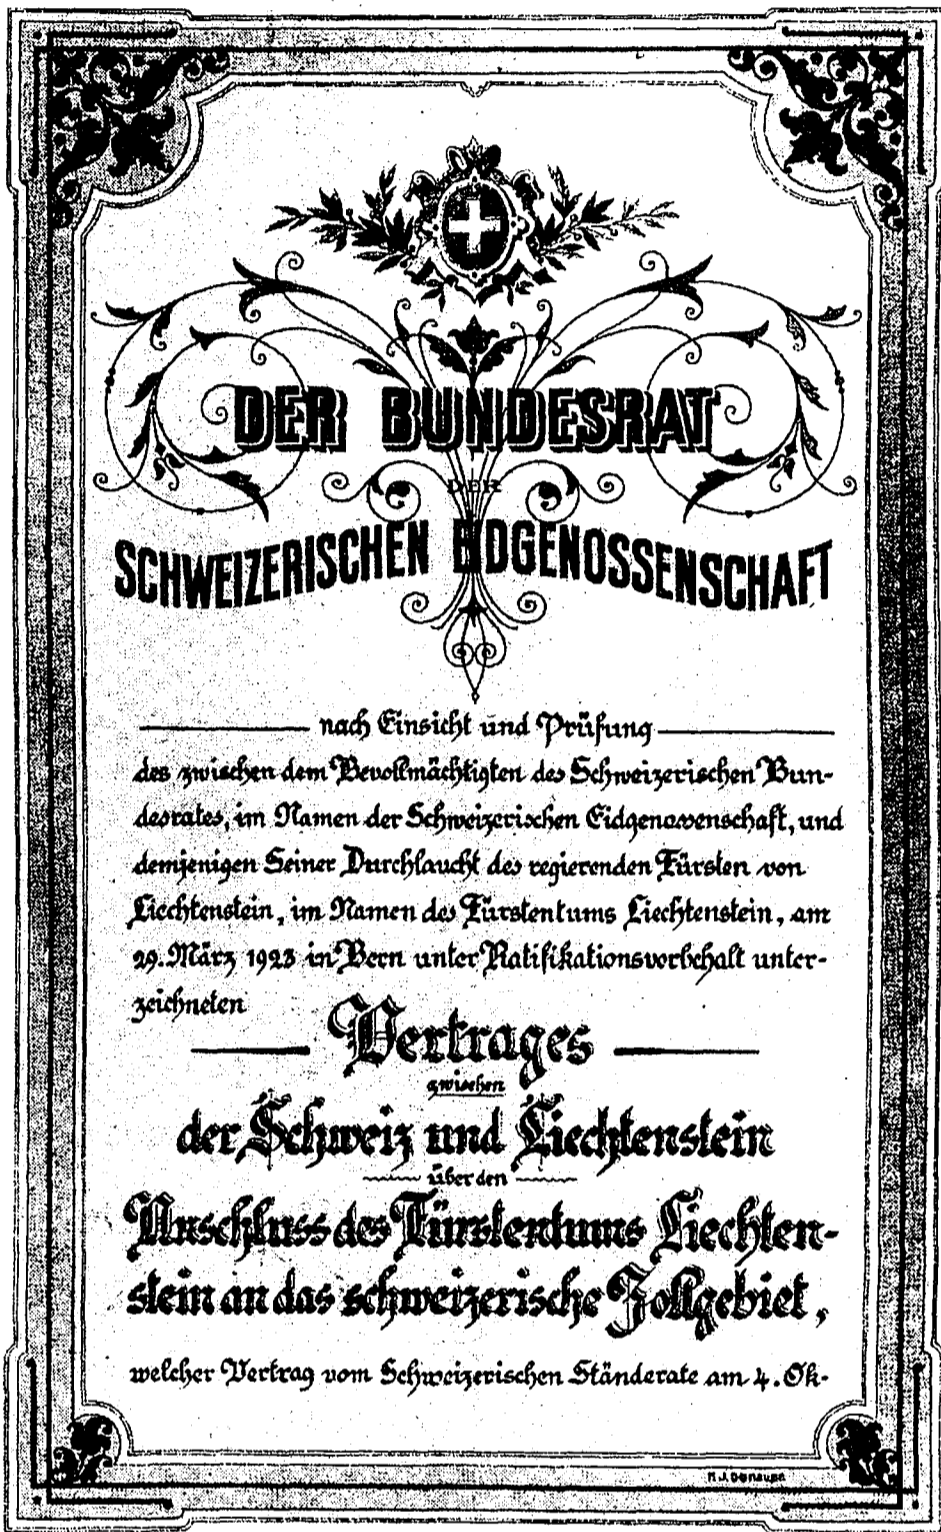 DER BUNDESRAT
DER
SCHWEIZERISCHEN EIDGENOSSENSCHAFT
nach Einsicht und Prüfung
des zwischen dem Bevollmächtigten des Schweizerischen Bun-
desrates, im Namen der Schweizerischen Eidgenossenschaft, und
demjenigen Seiner Durchlaucht des regierenden Fürsten von
Liechtenstein, im Namen des Fürstentums Liechtenstein, am
29. März 1923 in Bern unter Ratifikationsvorbehalt unter-
zeichneten
Vertrages
zwischen
der Schweiz und Liechtenstein
über den
Anschluss des Fürstentums Liechten-
stein an das schweizerische Zollgebiet,
welcher Vertrag vom Schweizerischen Ständerate am 4. Ok-